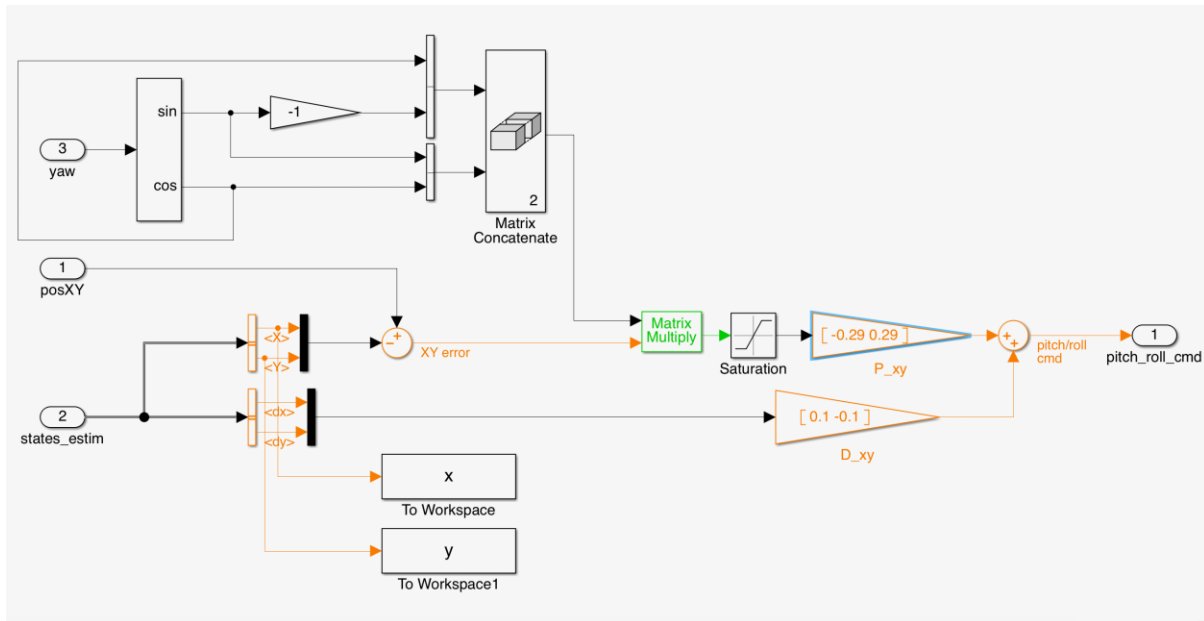 sin
-1
3
yaw
cos
2
Matrix
Concatenate
1
posXY
<X>
<Y>
+
−
XY error
Matrix
Multiply
Saturation
[ -0.29 0.29 ]
P_xy
+
+
pitch/roll
cmd
1
pitch_roll_cmd
2
states_estim
<dx>
<dy>
[ 0.1 -0.1 ]
D_xy
x
To Workspace
y
To Workspace1